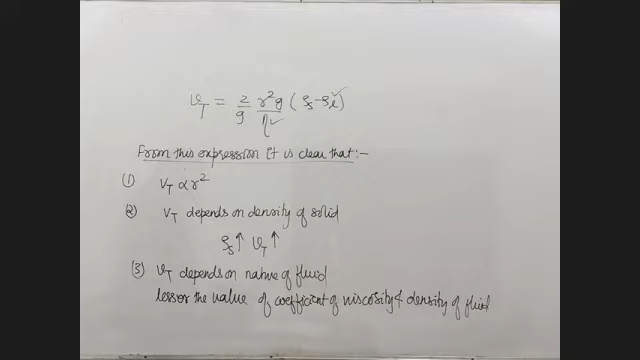 v_T = 2/9 r²g/η (ρ_s - ρ_l)
From this expression it is clear that:-
(1) V_T ∝ r²
(2) V_T depends on density of solid
ρ_s ↑ v_T ↑
(3) v_T depends on nature of fluid
lessor the value of coefficient of viscosity & density of fluid